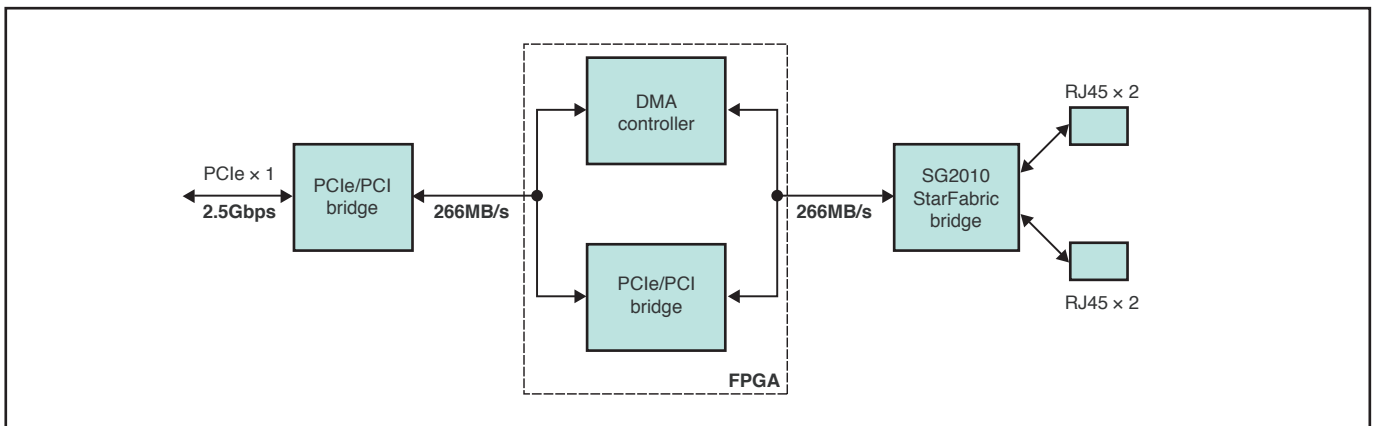 PCIe × 1
2.5Gbps
PCIe/PCI
bridge
266MB/s
DMA
controller
PCIe/PCI
bridge
FPGA
266MB/s
SG2010
StarFabric
bridge
RJ45 × 2
RJ45 × 2